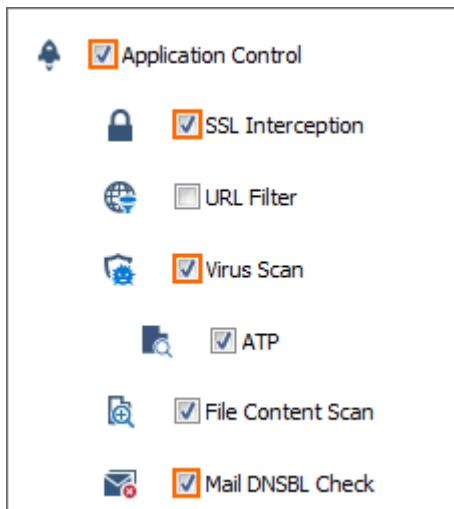 Application Control
SSL Interception
URL Filter
Virus Scan
ATP
File Content Scan
Mail DNSBL Check